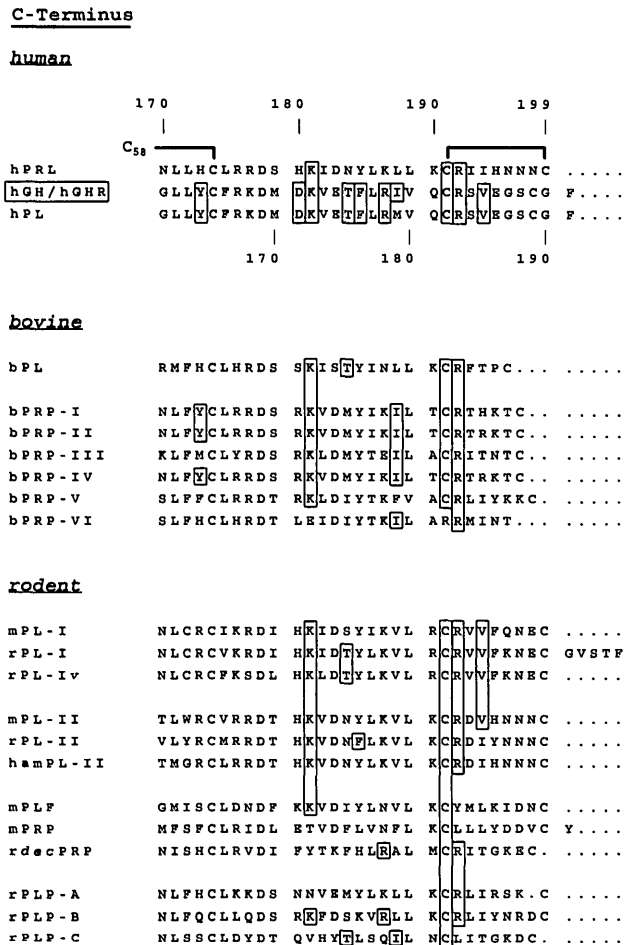 C-Terminus
human
170 180 190 199
C58
hPRL NLLHCLRRDS HKIDNYLKLL KCRIIHNNNC .....
hGH/hGHR GLLYCFRKDM DKVETFLRIV QCRSVEGSCG F....
hPL GLLYCFRKDM DKVETFLRMV QCRSVEGSCG F....
170 180 190
bovine
bPL RMFHCLHRDS SKISTYINLL KCRFTPC... .....
bPRP-I NLFYCLRRDS RKVDMYIKIL TCRTHKTC.. .....
bPRP-II NLFYCLRRDS RKVDMYIKIL TCRTRKTC.. .....
bPRP-III KLFMCLYRDS RKVDMYTEIL ACRITNTC.. .....
bPRP-IV NLFYCLRRDS RKVDMYIKIL TCRTRKTC.. .....
bPRP-V SLFFCLRRDT RKLDIYTKFVA CRLIYKKC. .....
bPRP-VI SLFHCLHRDT LEIDIYTKIL ARRMINT... .....
rodent
mPL-I NLCRCIKRDI HKIDSYIKVL RCRVVFQNEC .....
rPL-I NLCRCVKRDI HKIDTYLKVL RCRVVFKNEC GVSTF
rPL-Iv NLCRCFKSDL HKLDTYLKVL RCRVVFKNEC .....
mPL-II TLWRCVRRDT HKVDNYLKVL KCRDVHNNNC .....
rPL-II VLYRCMRRDT HKVDNFLKVL KCRDIYNNNC .....
hamPL-II TMGRCLRRDT HKVDNYLKVL KCRDIHNNNC .....
mPLF GMISCLDNDF KKVDIYLNVL KCYMLKIDNC .....
mPRP MFSFCLRIDL ETVDFLVNFL KCLLLYDDVC Y....
rdecPRP NISHCLRVDI FYTKFHLRAL MCRITGKEC. .....
rPLP-A NLFHCLKKDS NNVEMYLKLL KCRLIRSK.C .....
rPLP-B NLFQCLLQDS RKFDSKVRLL KCRLIYNRDC .....
rPLP-C NLSSCLDYDT QVHYTLSQIL NCLITGKDC. .....